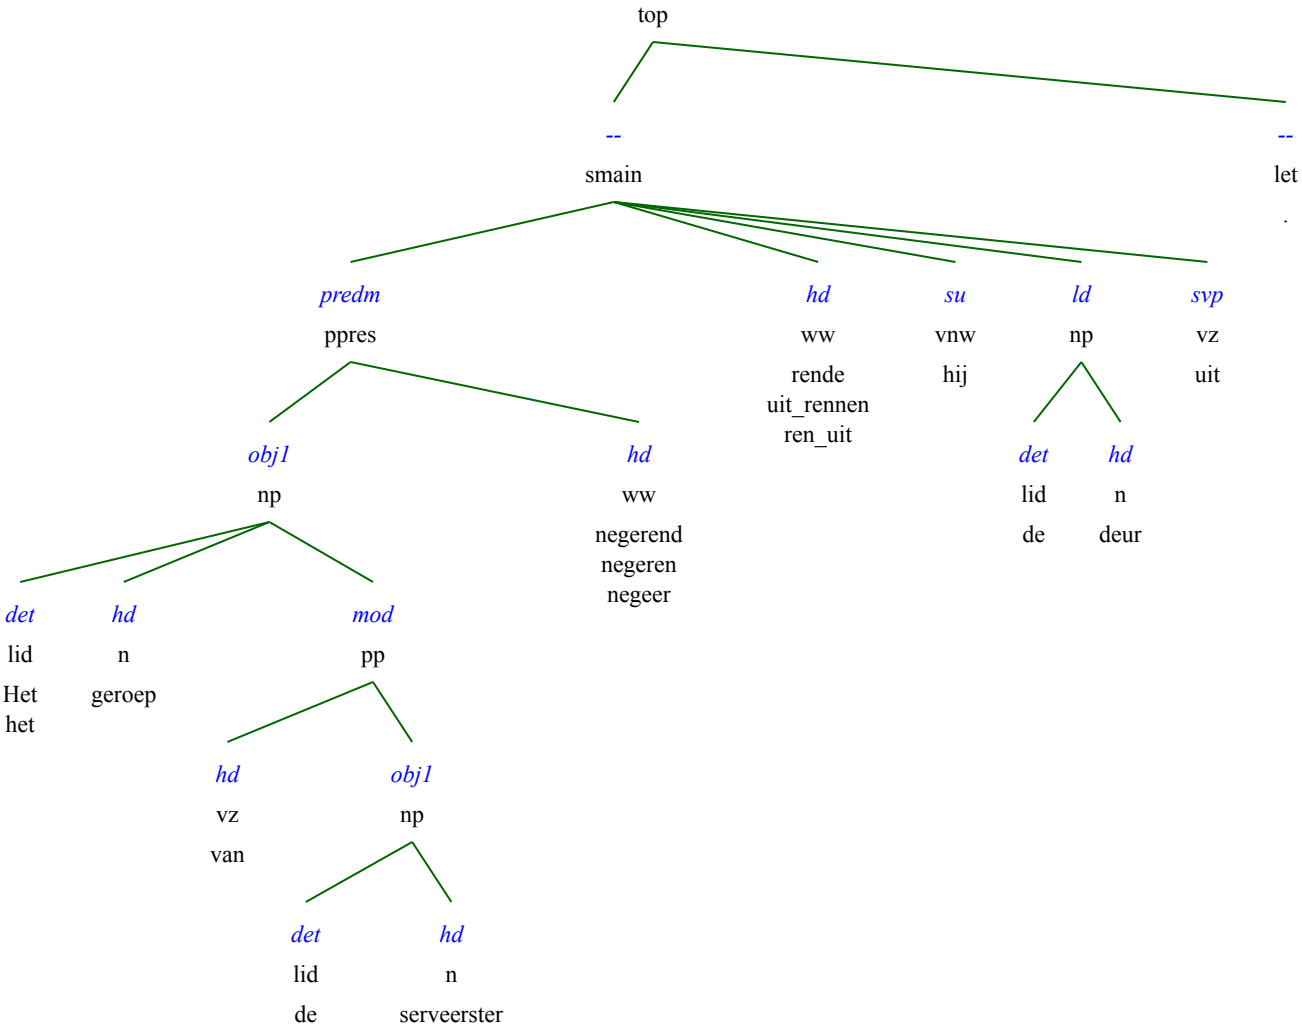 top
-- --
smain let
.
predm hd su ld svp
ppres ww vnw np vz
rende hij uit
uit_rennen
ren_uit
obj1 hd det hd
np ww lid n
negerend de deur
negeren
negeer
det hd mod
lid n pp
Het geroep
het
hd obj1
vz np
van
det hd
lid n
de serveerster